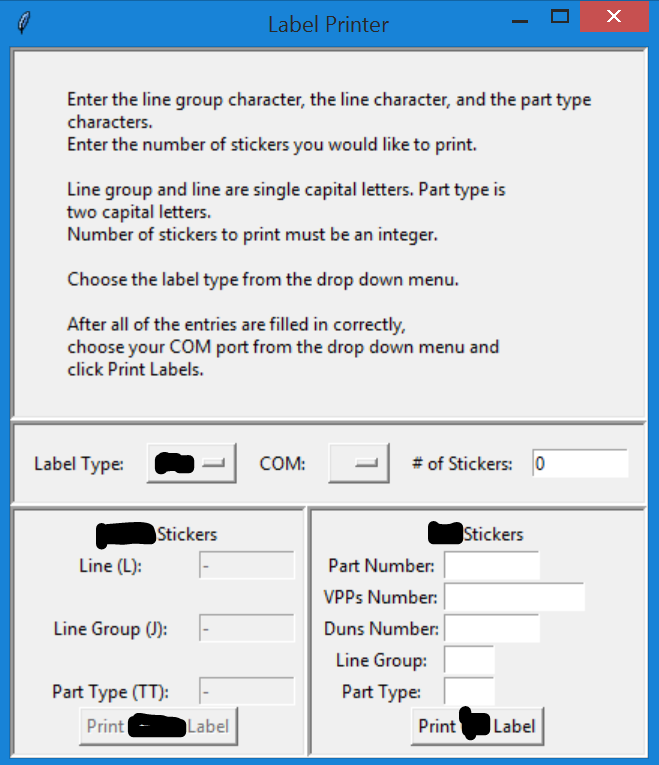 Label Printer
Enter the line group character, the line character, and the part type
characters.
Enter the number of stickers you would like to print.
Line group and line are single capital letters. Part type is
two capital letters.
Number of stickers to print must be an integer.
Choose the label type from the drop down menu.
After all of the entries are filled in correctly,
choose your COM port from the drop down menu and
click Print Labels.
Label Type: COM: # of Stickers: 0
Stickers
Line (L): -
Line Group (J): -
Part Type (TT): -
Print Label
Stickers
Part Number:
VPPs Number:
Duns Number:
Line Group:
Part Type:
Print Label